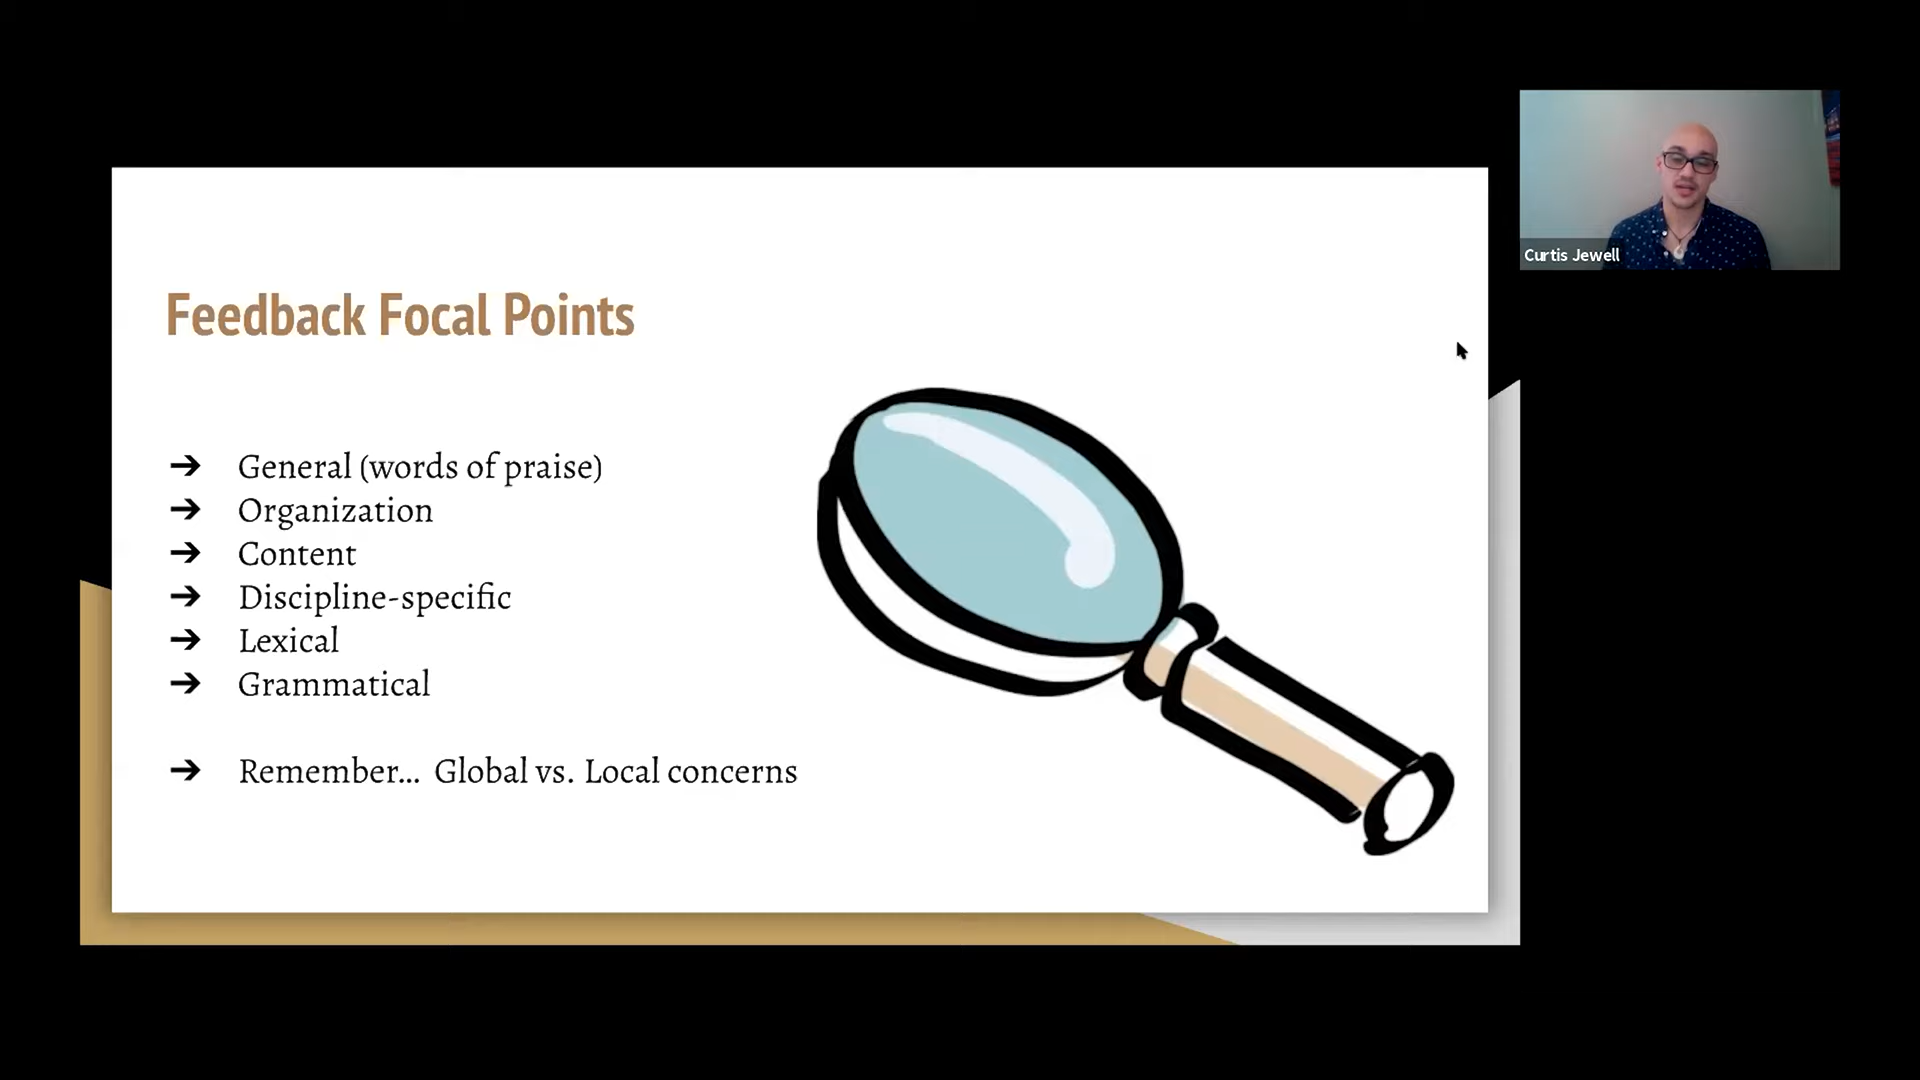 Feedback Focal Points
➔ General (words of praise)
➔ Organization
➔ Content
➔ Discipline-specific
➔ Lexical
➔ Grammatical
➔ Remember... Global vs. Local concerns
Curtis Jewell